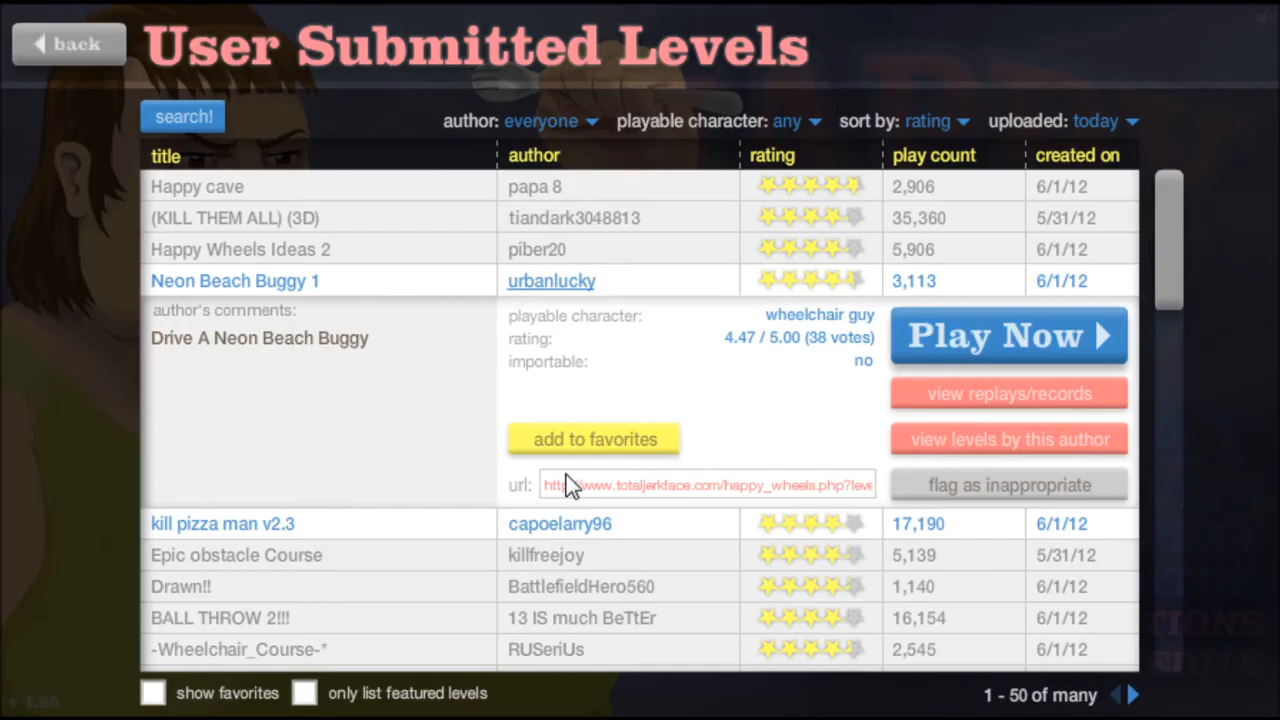 back
User Submitted Levels
search!
author: everyone playable character: any sort by: rating uploaded: today
title author rating play count created on
Happy cave papa 8 2,906 6/1/12
(KILL THEM ALL) (3D) tiandark3048813 35,360 5/31/12
Happy Wheels Ideas 2 piber20 5,906 6/1/12
Neon Beach Buggy 1 urbanlucky 3,113 6/1/12
author's comments:
Drive A Neon Beach Buggy
playable character: wheelchair guy
rating: 4.47 / 5.00 (38 votes)
importable: no
add to favorites
url: http://www.totaljerkface.com/happy_wheels.php?leve
Play Now
view replays/records
view levels by this author
flag as inappropriate
kill pizza man v2.3 capoelarry96 17,190 6/1/12
Epic obstacle Course killfreejoy 5,139 5/31/12
Drawn!! BattlefieldHero560 1,140 6/1/12
BALL THROW 2!!! 13 IS much BeTtEr 16,154 6/1/12
-Wheelchair_Course-* RUSeriUs 2,545 6/1/12
show favorites only list featured levels 1 - 50 of many